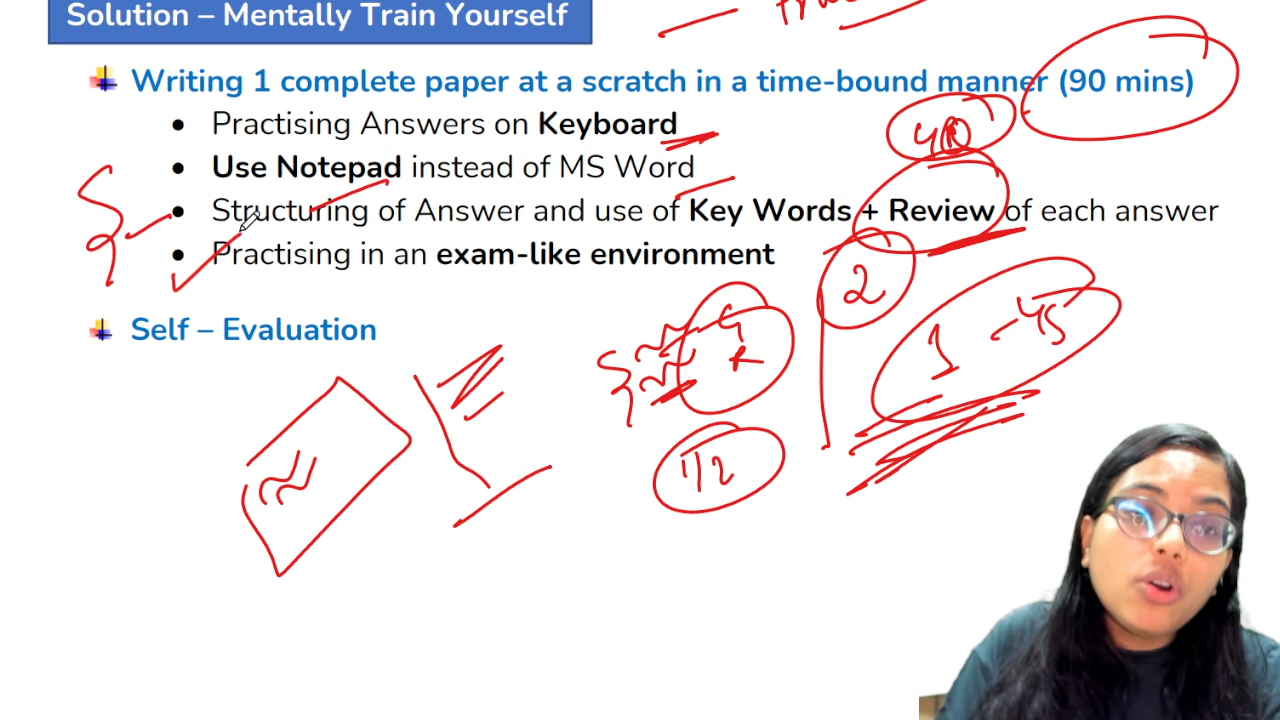 Solution – Mentally Train Yourself
Writing 1 complete paper at a scratch in a time-bound manner (90 mins)
• Practising Answers on Keyboard
• Use Notepad instead of MS Word
• Structuring of Answer and use of Key Words + Review of each answer
• Practising in an exam-like environment
Self – Evaluation
2
1 - 45
1/2